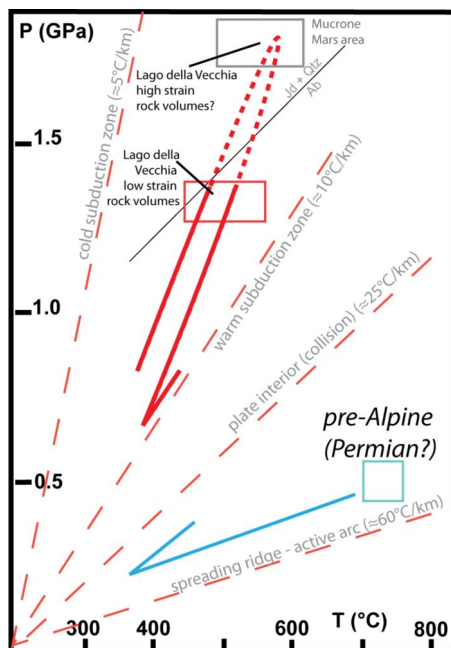 P (GPa)
Mucrone
Mars area
Lago della Vecchia
high strain
rock volumes?
Jd + Qtz
Ab
1.5
Lago della
Vecchia
low strain
rock volumes
cold subduction zone (≈5°C/km)
warm subduction zone (≈10°C/km)
1.0
plate interior (collision) (≈25°C/km)
pre-Alpine
(Permian?)
0.5
spreading ridge - active arc (≈60°C/km)
300
400
T (°C)
600
800